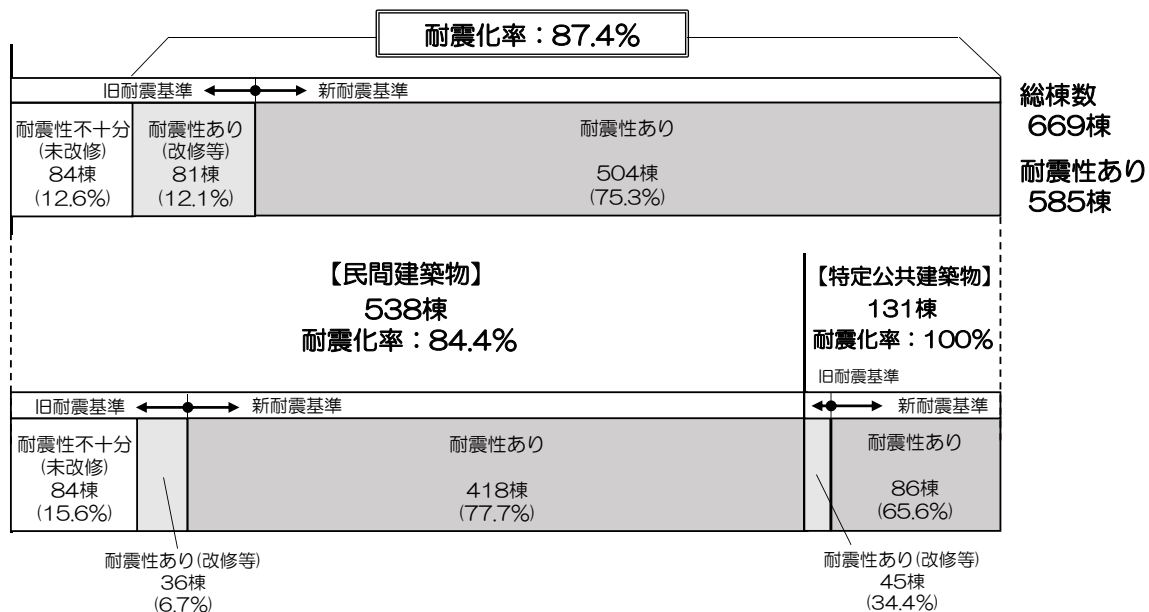 耐震化率：87.4%
旧耐震基準
新耐震基準
耐震性不十分
(未改修)
84棟
(12.6%)
耐震性あり
(改修等)
81棟
(12.1%)
耐震性あり
504棟
(75.3%)
総棟数
669棟
耐震性あり
585棟
【民間建築物】
538棟
耐震化率：84.4%
【特定公共建築物】
131棟
耐震化率：100%
旧耐震基準
新耐震基準
旧耐震基準
新耐震基準
耐震性不十分
(未改修)
84棟
(15.6%)
耐震性あり
418棟
(77.7%)
耐震性あり
86棟
(65.6%)
耐震性あり(改修等)
36棟
(6.7%)
耐震性あり(改修等)
45棟
(34.4%)